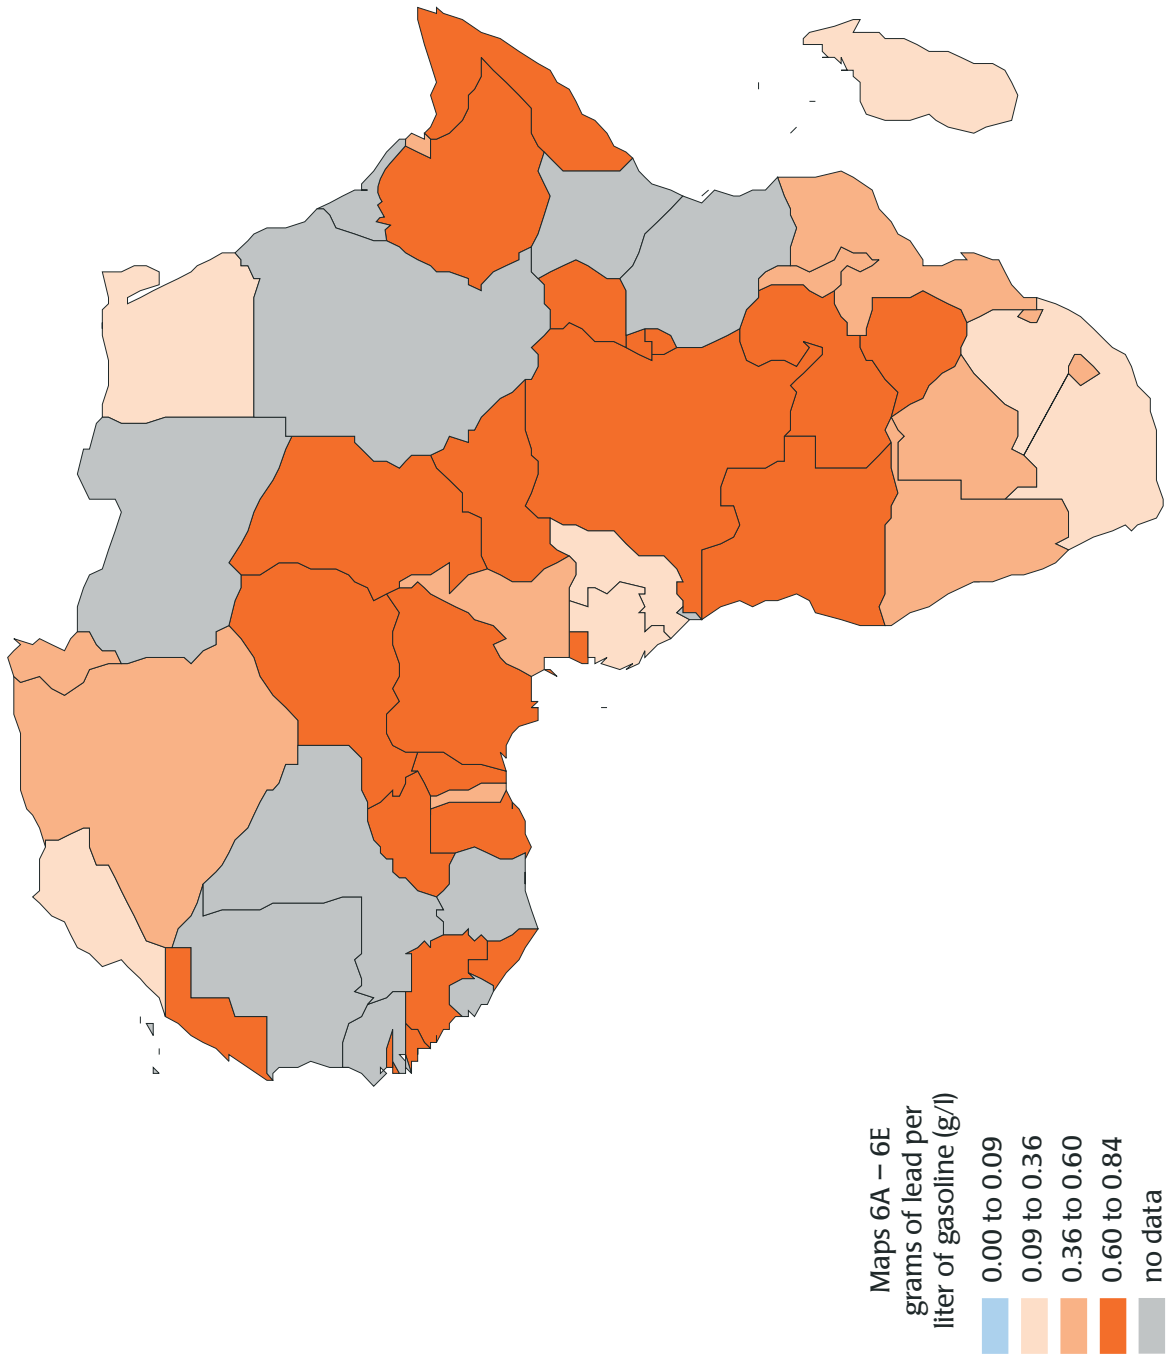 Maps 6A – 6E
grams of lead per
liter of gasoline (g/l)
0.00 to 0.09
0.09 to 0.36
0.36 to 0.60
0.60 to 0.84
no data